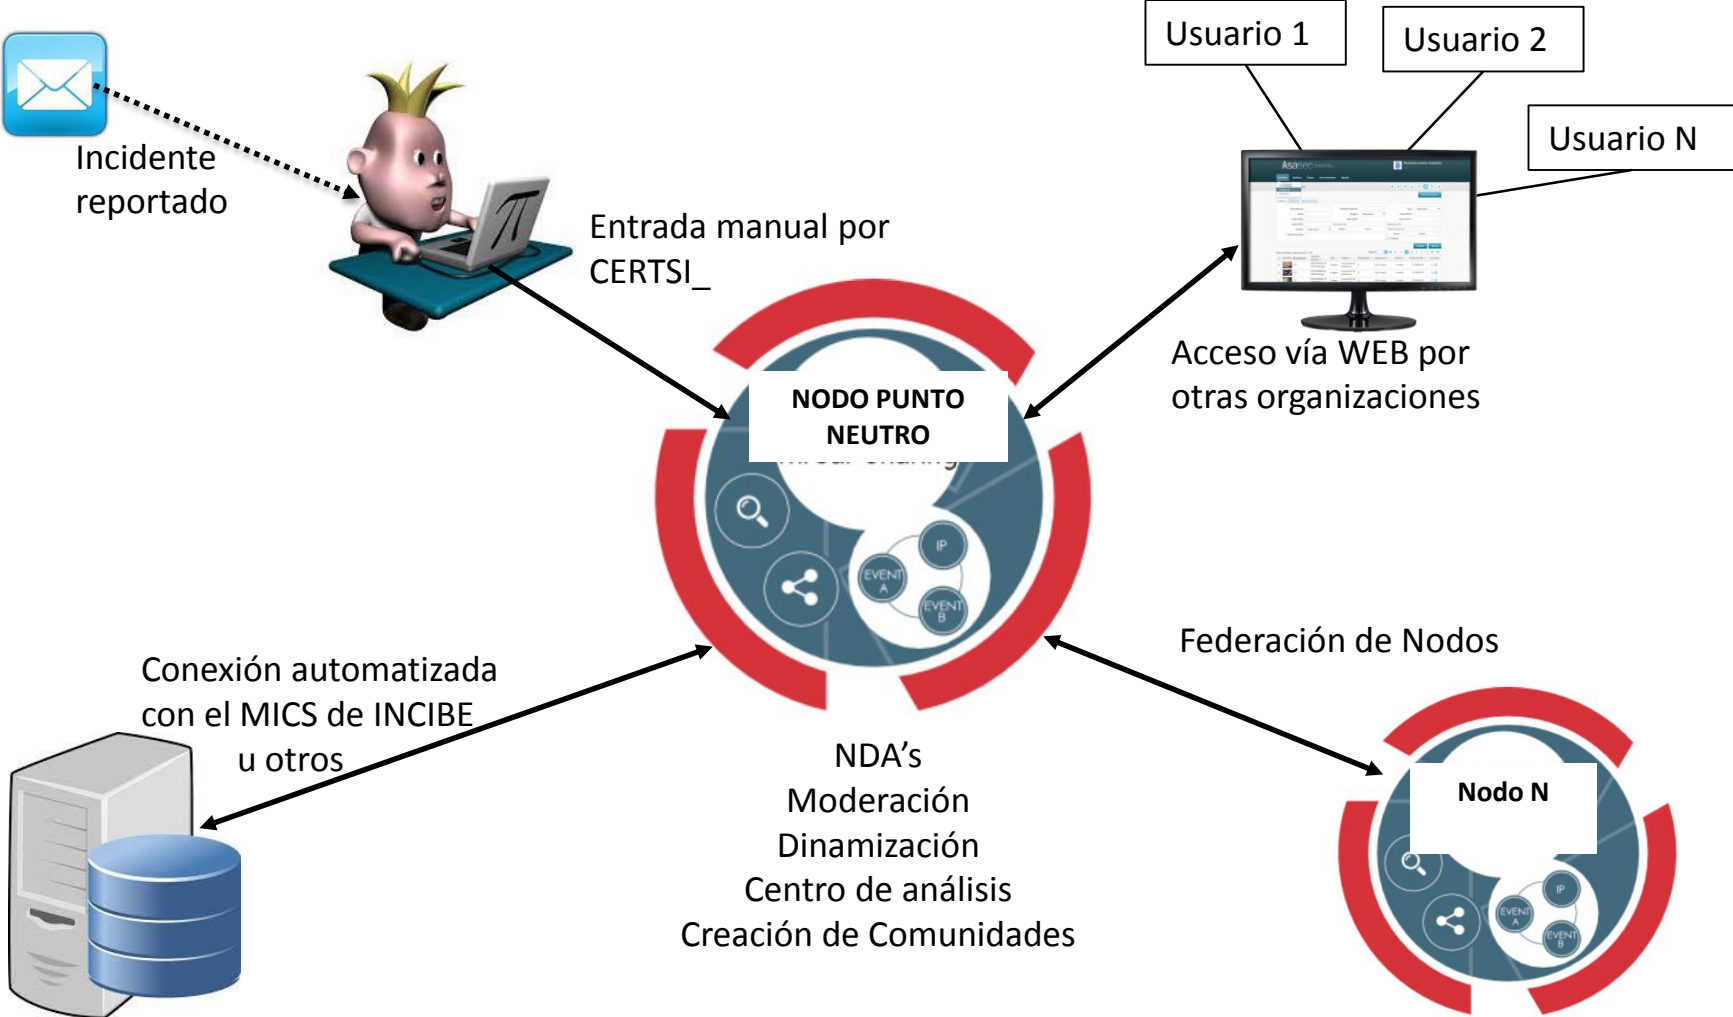 Usuario 1
Usuario 2
Usuario N
Incidente
reportado
Entrada manual por
CERTSI_
Asasec
Acceso vía WEB por
otras organizaciones
NODO PUNTO
NEUTRO
IP
EVENT
A
EVENT
B
Federación de Nodos
Conexión automatizada
con el MICS de INCIBE
u otros
NDA's
Moderación
Dinamización
Centro de análisis
Creación de Comunidades
Nodo N
IP
EVENT
A
EVENT
B